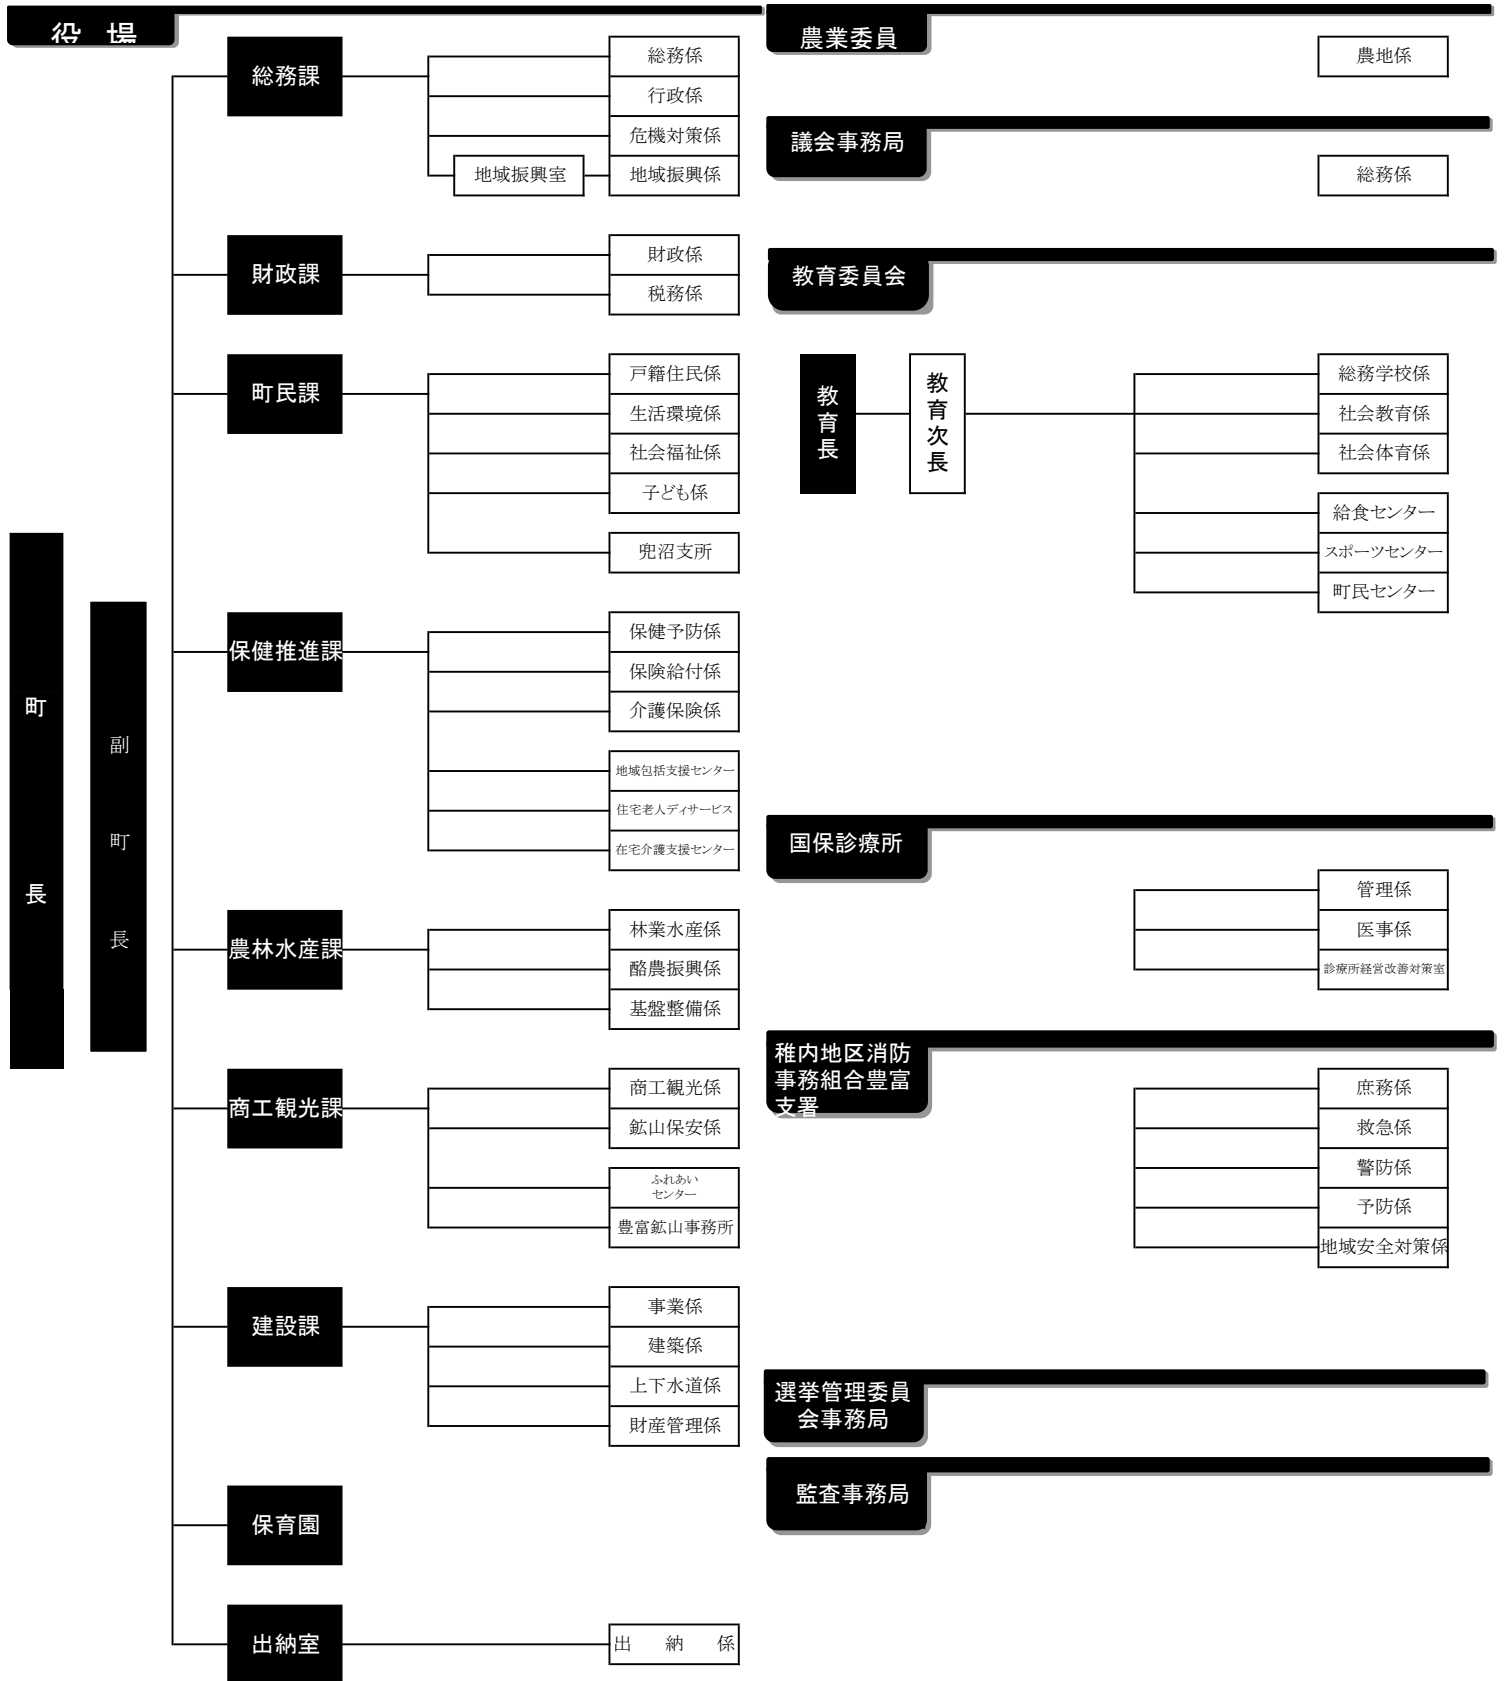 役 場
町長
副町長
総務課
総務係
行政係
危機対策係
地域振興室
地域振興係
財政課
財政係
税務係
町民課
戸籍住民係
生活環境係
社会福祉係
子ども係
兜沼支所
保健推進課
保健予防係
保険給付係
介護保険係
地域包括支援センター
住宅老人ディサービス
在宅介護支援センター
農林水産課
林業水産係
酪農振興係
基盤整備係
商工観光課
商工観光係
鉱山保安係
ふれあい
センター
豊富鉱山事務所
建設課
事業係
建築係
上下水道係
財産管理係
保育園
出納室
出 納 係
農業委員
農地係
議会事務局
総務係
教育委員会
教育長
教育次長
総務学校係
社会教育係
社会体育係
給食センター
スポーツセンター
町民センター
国保診療所
管理係
医事係
診療所経営改善対策室
稚内地区消防
事務組合豊富
支署
庶務係
救急係
警防係
予防係
地域安全対策係
選挙管理委員
会事務局
監査事務局